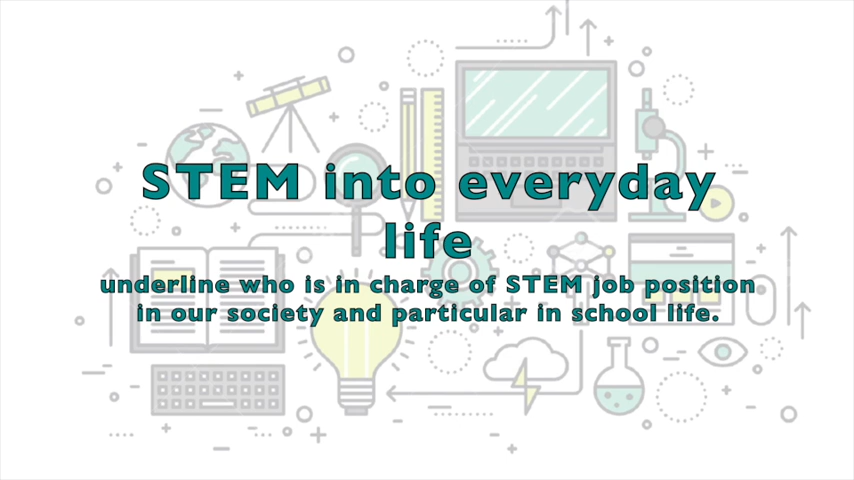 STEM into everyday
life
underline who is in charge of STEM job position
in our society and particular in school life.